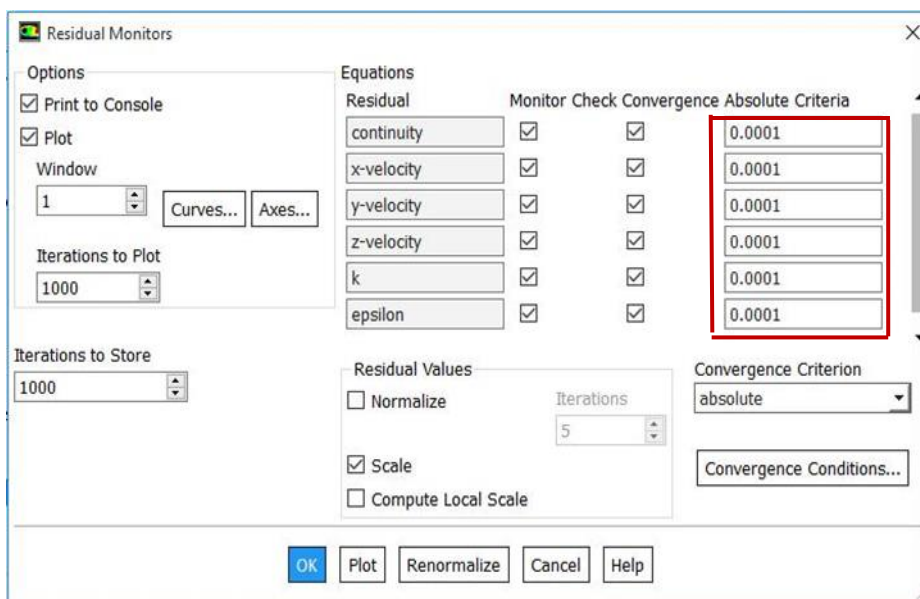 Residual Monitors
Options
Print to Console
Plot
Window
1
Curves...
Axes...
Iterations to Plot
1000
Iterations to Store
1000
Equations
Residual Monitor Check Convergence Absolute Criteria
continuity 0.0001
x-velocity 0.0001
y-velocity 0.0001
z-velocity 0.0001
k 0.0001
epsilon 0.0001
Residual Values
Normalize
Iterations
5
Scale
Compute Local Scale
Convergence Criterion
absolute
Convergence Conditions...
OK Plot Renormalize Cancel Help